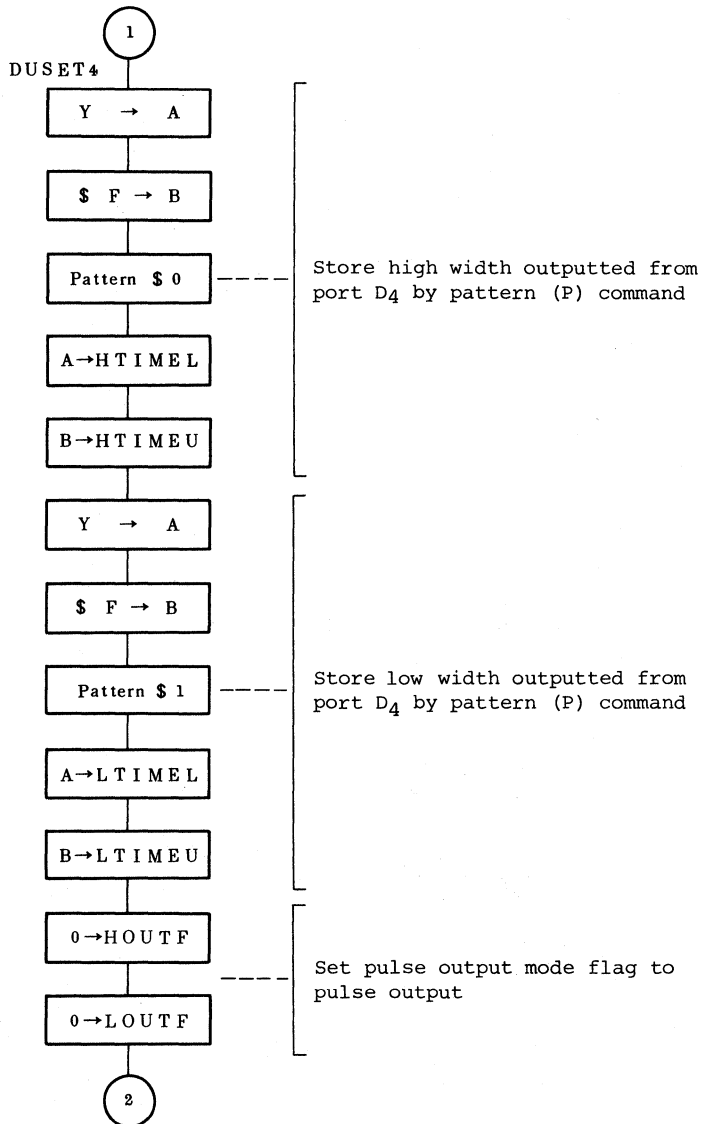 1
DUSET4
Y → A
$ F → B
Pattern $ 0
Store high width outputted from
port D4 by pattern (P) command
A→HTIMEL
B→HTIMEU
Y → A
$ F → B
Pattern $ 1
Store low width outputted from
port D4 by pattern (P) command
A→LTIMEL
B→LTIMEU
0→HOUTF
Set pulse output mode flag to
pulse output
0→LOUTF
2